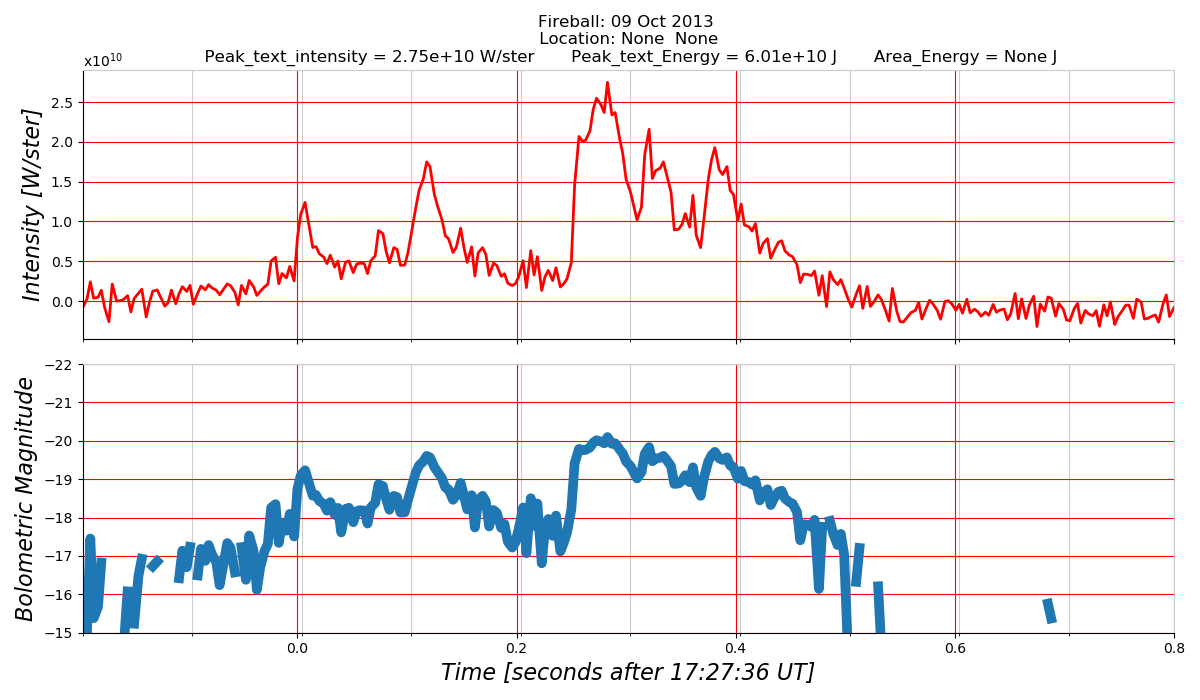 Fireball: 09 Oct 2013
Location: None  None
Peak_text_intensity = 2.75e+10 W/ster Peak_text_Energy = 6.01e+10 J Area_Energy = None J
x10¹⁰
Intensity [W/ster]
2.5
2.0
1.5
1.0
0.5
0.0
Bolometric Magnitude
−22
−21
−20
−19
−18
−17
−16
−15
0.0 0.2 0.4 0.6 0.8
Time [seconds after 17:27:36 UT]